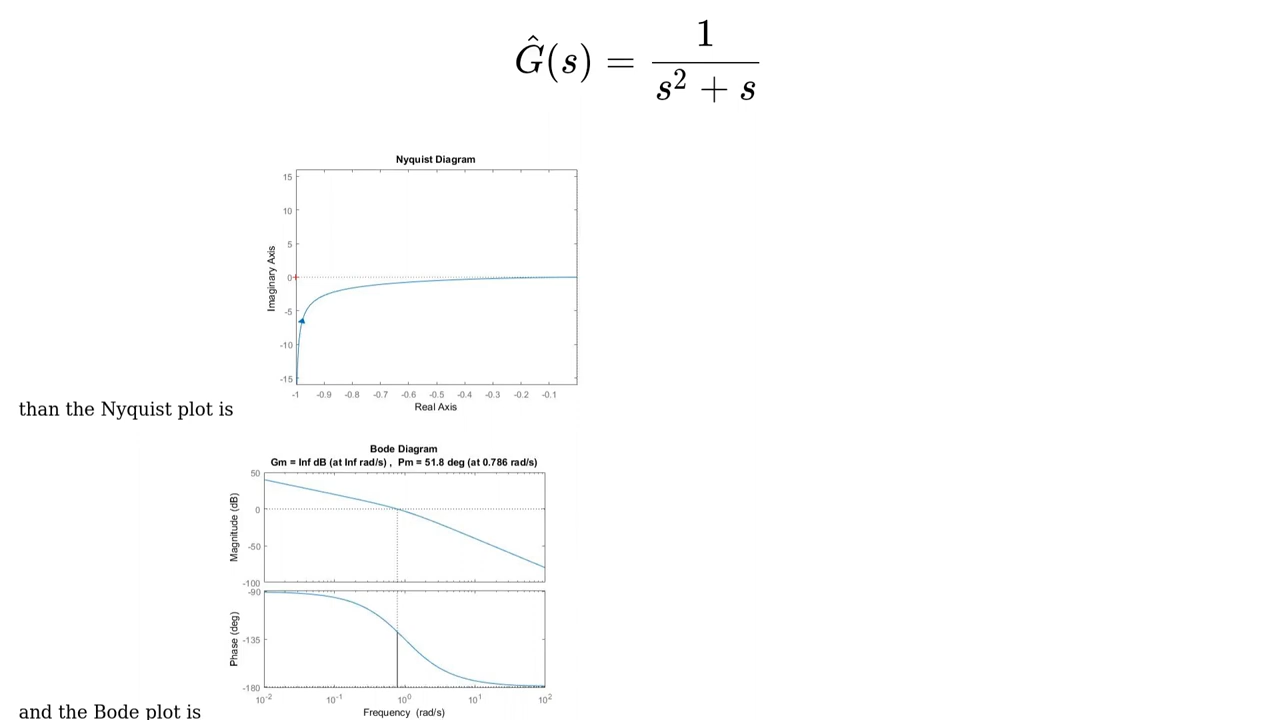 Ĝ(s) = 1 / (s² + s)
Nyquist Diagram
15
10
5
0
-5
-10
-15
Imaginary Axis
-1 -0.9 -0.8 -0.7 -0.6 -0.5 -0.4 -0.3 -0.2 -0.1
Real Axis
than the Nyquist plot is
Bode Diagram
Gm = Inf dB (at Inf rad/s) , Pm = 51.8 deg (at 0.786 rad/s)
50
0
-50
-100
Magnitude (dB)
-90
-135
-180
Phase (deg)
10⁻² 10⁻¹ 10⁰ 10¹ 10²
Frequency (rad/s)
and the Bode plot is